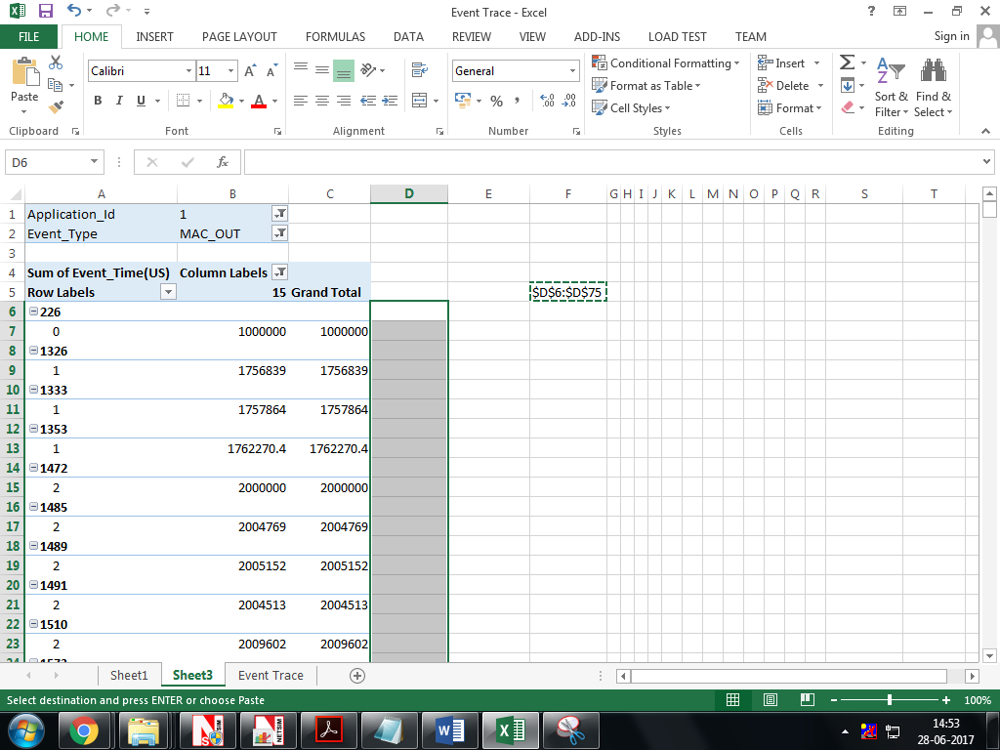 Event Trace - Excel
FILE HOME INSERT PAGE LAYOUT FORMULAS DATA REVIEW VIEW ADD-INS LOAD TEST TEAM Sign in
Paste
Clipboard
Calibri 11
B I U
Font
Alignment
General
% , .00
Number
Conditional Formatting
Format as Table
Cell Styles
Styles
Insert
Delete
Format
Cells
Sort & Filter
Find & Select
Editing
D6 fx
A B C D E F G H I J K L M N O P Q R S T
1 Application_Id 1
2 Event_Type MAC_OUT
3
4 Sum of Event_Time(US) Column Labels
5 Row Labels 15 Grand Total $D$6:$D$75
6 226
7 0 1000000 1000000
8 1326
9 1 1756839 1756839
10 1333
11 1 1757864 1757864
12 1353
13 1 1762270.4 1762270.4
14 1472
15 2 2000000 2000000
16 1485
17 2 2004769 2004769
18 1489
19 2 2005152 2005152
20 1491
21 2 2004513 2004513
22 1510
23 2 2009602 2009602
Sheet1 Sheet3 Event Trace
Select destination and press ENTER or choose Paste 100%
14:53
28-06-2017